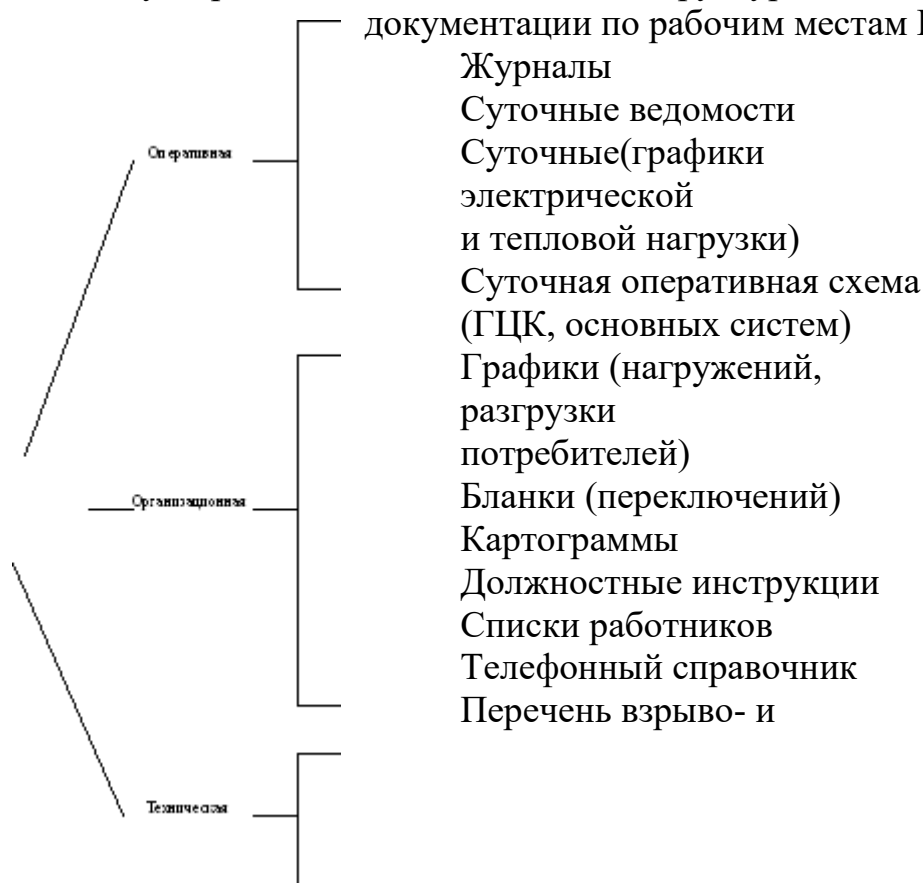 документации по рабочим местам
Журналы
Суточные ведомости
Оперативная
Суточные(графики
электрической
и тепловой нагрузки)
Суточная оперативная схема
(ГЦК, основных систем)
Графики (нагружений,
разгрузки
потребителей)
Организационная
Бланки (переключений)
Картограммы
Должностные инструкции
Списки работников
Телефонный справочник
Перечень взрыво- и
Техническая